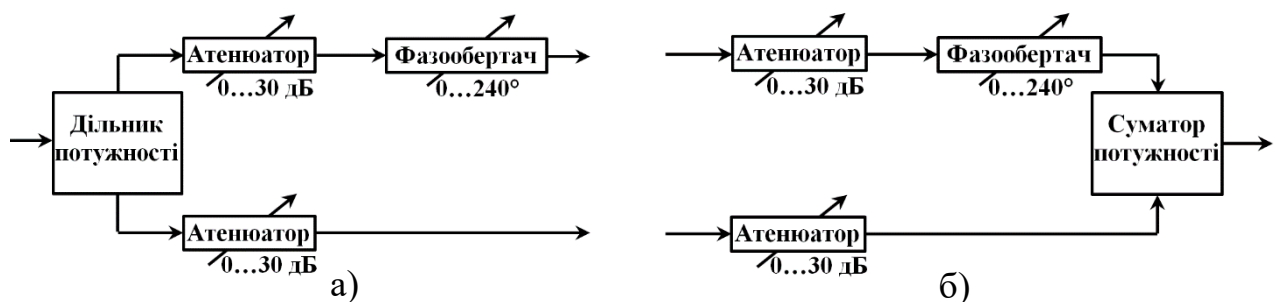 Атенюатор
0...30 дБ
Фазообертач
0...240°
Дільник
потужності
Атенюатор
0...30 дБ
а)
Атенюатор
0...30 дБ
Фазообертач
0...240°
Суматор
потужності
Атенюатор
0...30 дБ
б)